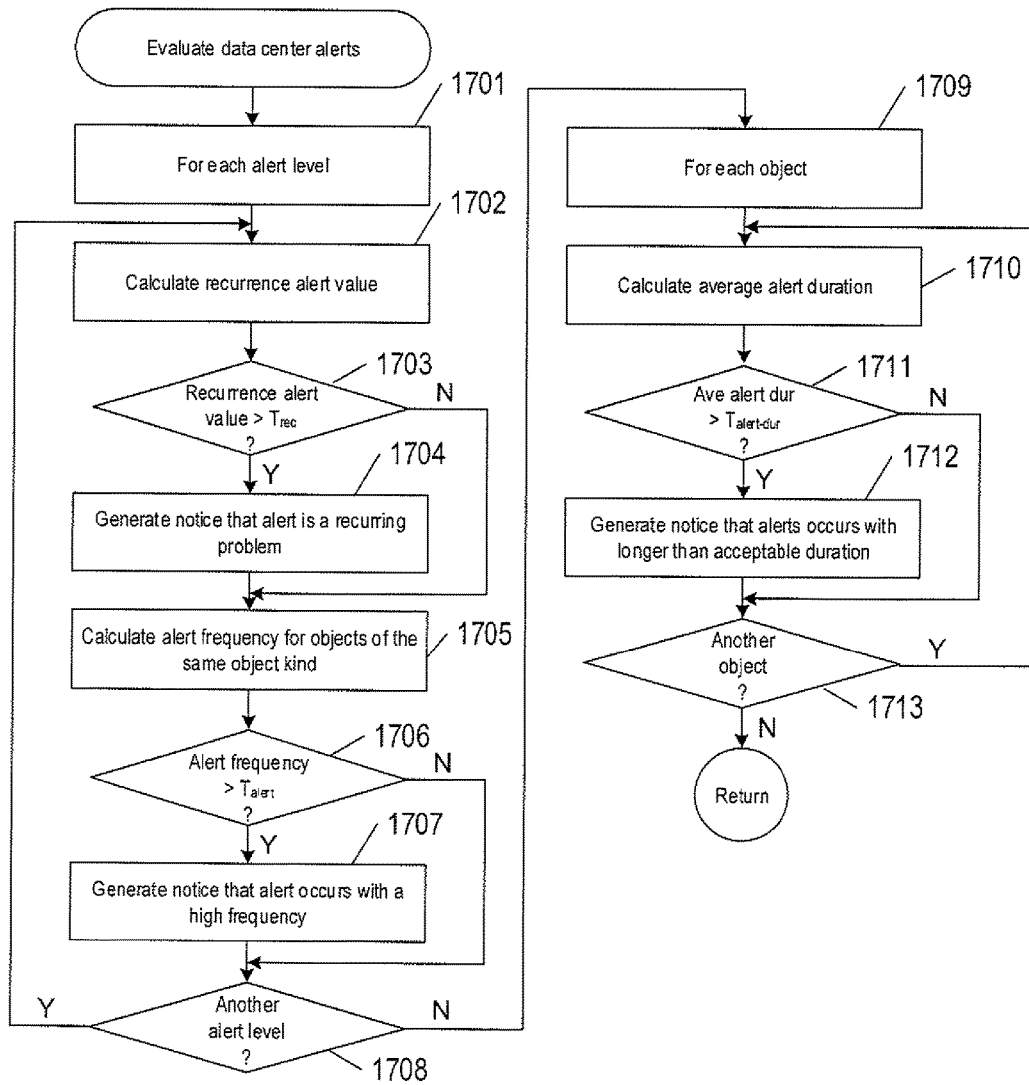 Evaluate data center alerts
1701
For each alert level
1702
Calculate recurrence alert value
1703
Recurrence alert
value > Trec
?
N
Y
1704
Generate notice that alert is a recurring
problem
Calculate alert frequency for objects of the
same object kind
1705
1706
Alert frequency
> Talert
?
N
Y
1707
Generate notice that alert occurs with a
high frequency
Y
Another
alert level
?
N
1708
1709
For each object
1710
Calculate average alert duration
1711
Ave alert dur
> Talert-dur
?
N
Y
1712
Generate notice that alerts occurs with
longer than acceptable duration
Another
object
?
Y
1713
N
Return